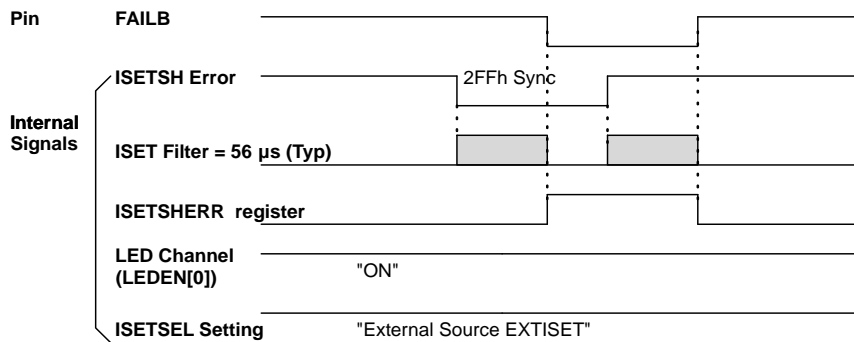 Pin FAILB
ISETSH Error 2FFh Sync
Internal
Signals
ISET Filter = 56 µs (Typ)
ISETSHERR register
LED Channel
(LEDEN[0])
"ON"
ISETSEL Setting "External Source EXTISET"